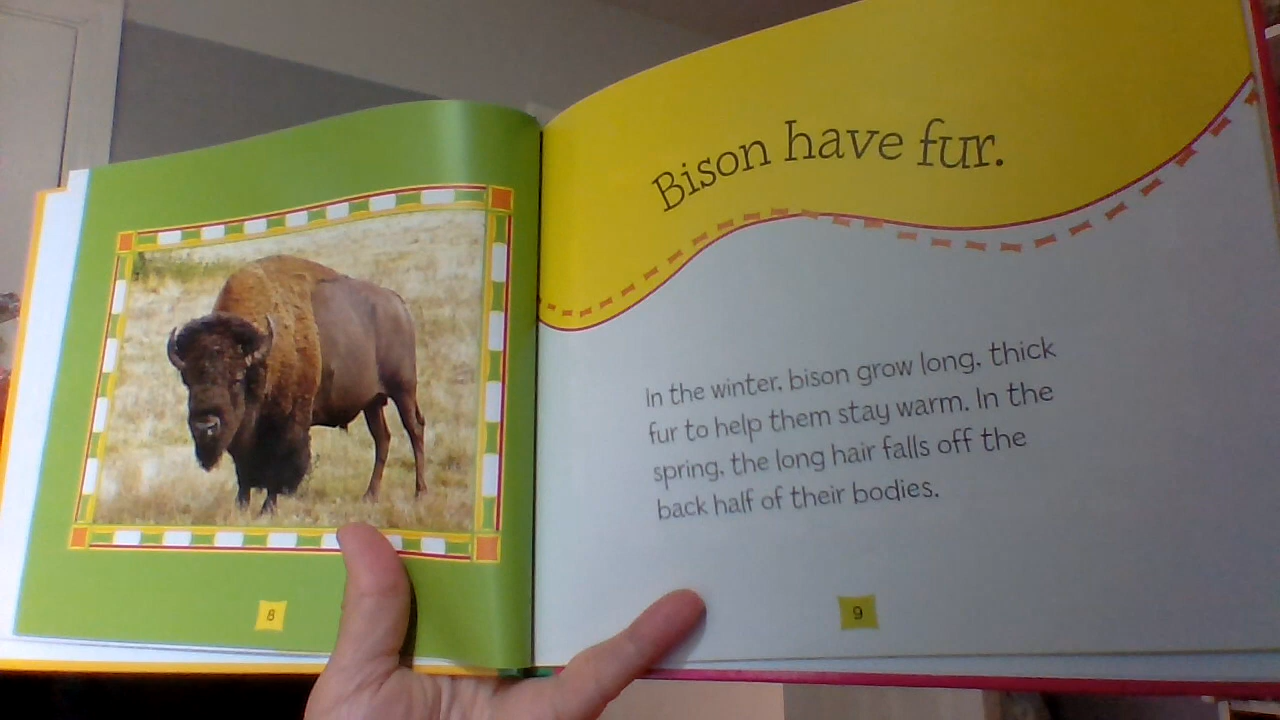 Bison have fur.
In the winter, bison grow long, thick
fur to help them stay warm. In the
spring, the long hair falls off the
back half of their bodies.
8
9